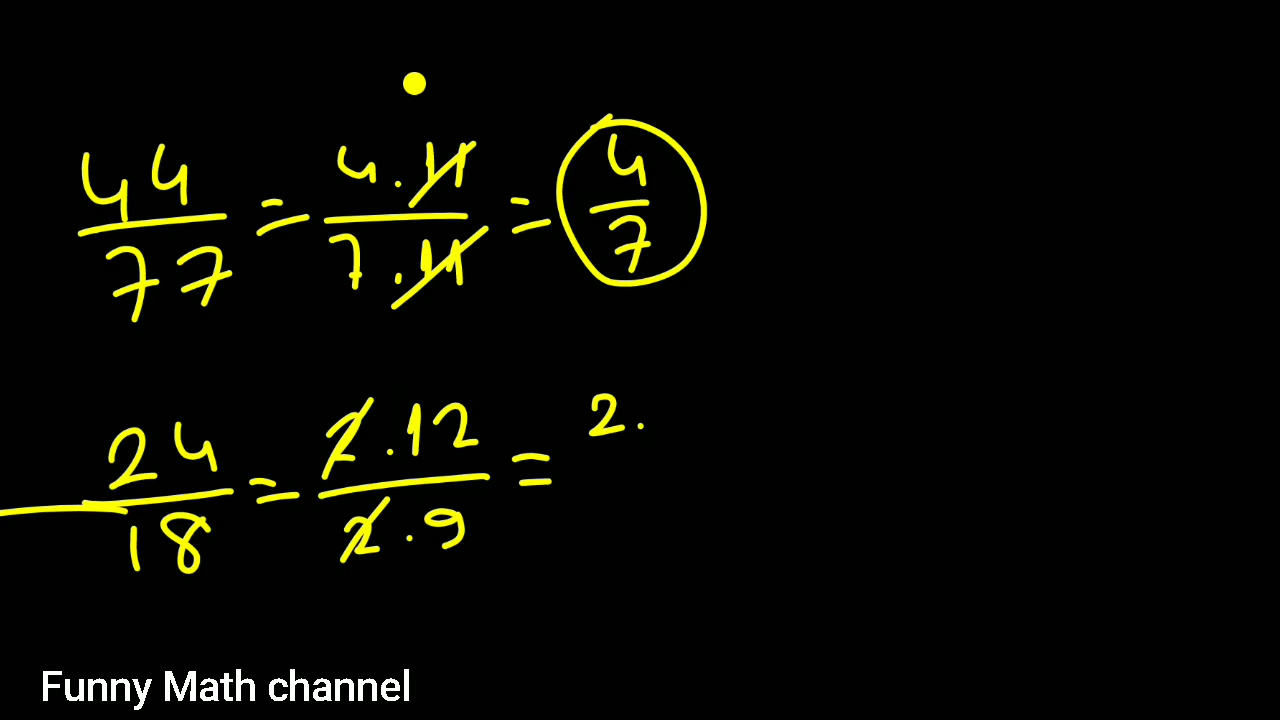 44/77 = 4.11/7.11 = 4/7
24/18 = 2.12/2.9 = 2.
Funny Math channel